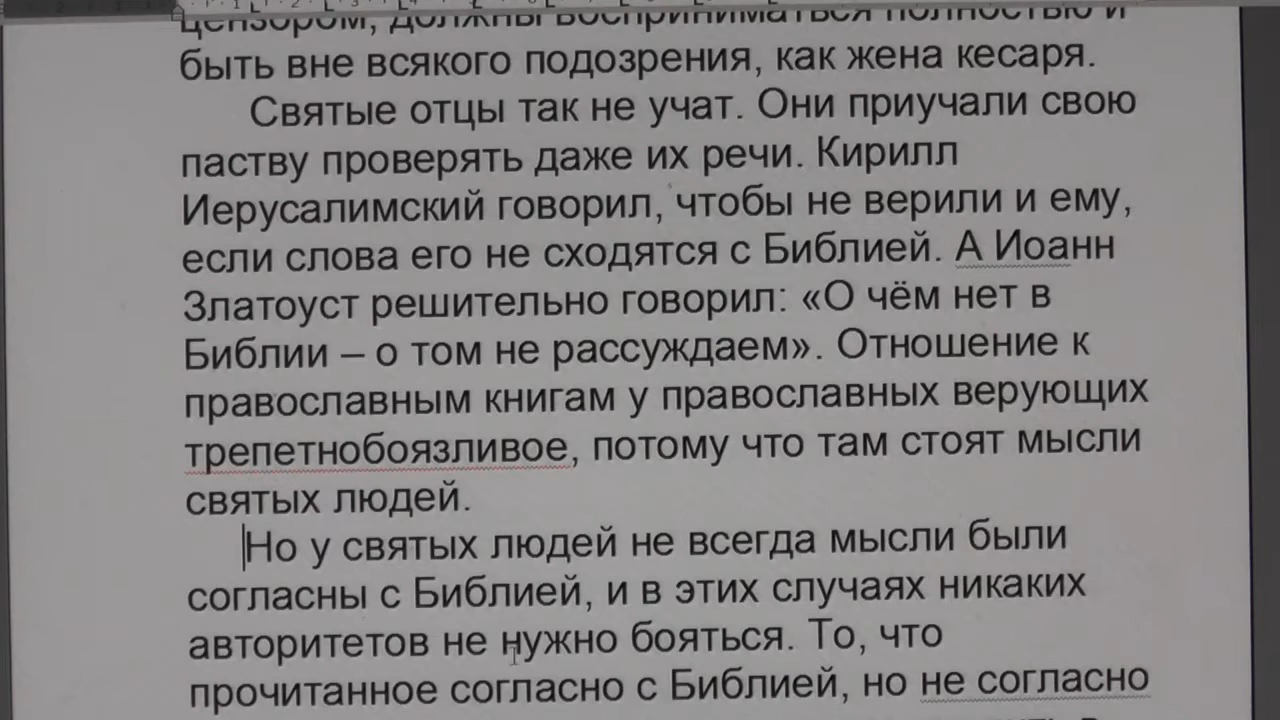 цензором, должны восприниматься полностью и
быть вне всякого подозрения, как жена кесаря.
Святые отцы так не учат. Они приучали свою
паству проверять даже их речи. Кирилл
Иерусалимский говорил, чтобы не верили и ему,
если слова его не сходятся с Библией. А Иоанн
Златоуст решительно говорил: «О чём нет в
Библии – о том не рассуждаем». Отношение к
православным книгам у православных верующих
трепетнобоязливое, потому что там стоят мысли
святых людей.
Но у святых людей не всегда мысли были
согласны с Библией, и в этих случаях никаких
авторитетов не нужно бояться. То, что
прочитанное согласно с Библией, но не согласно